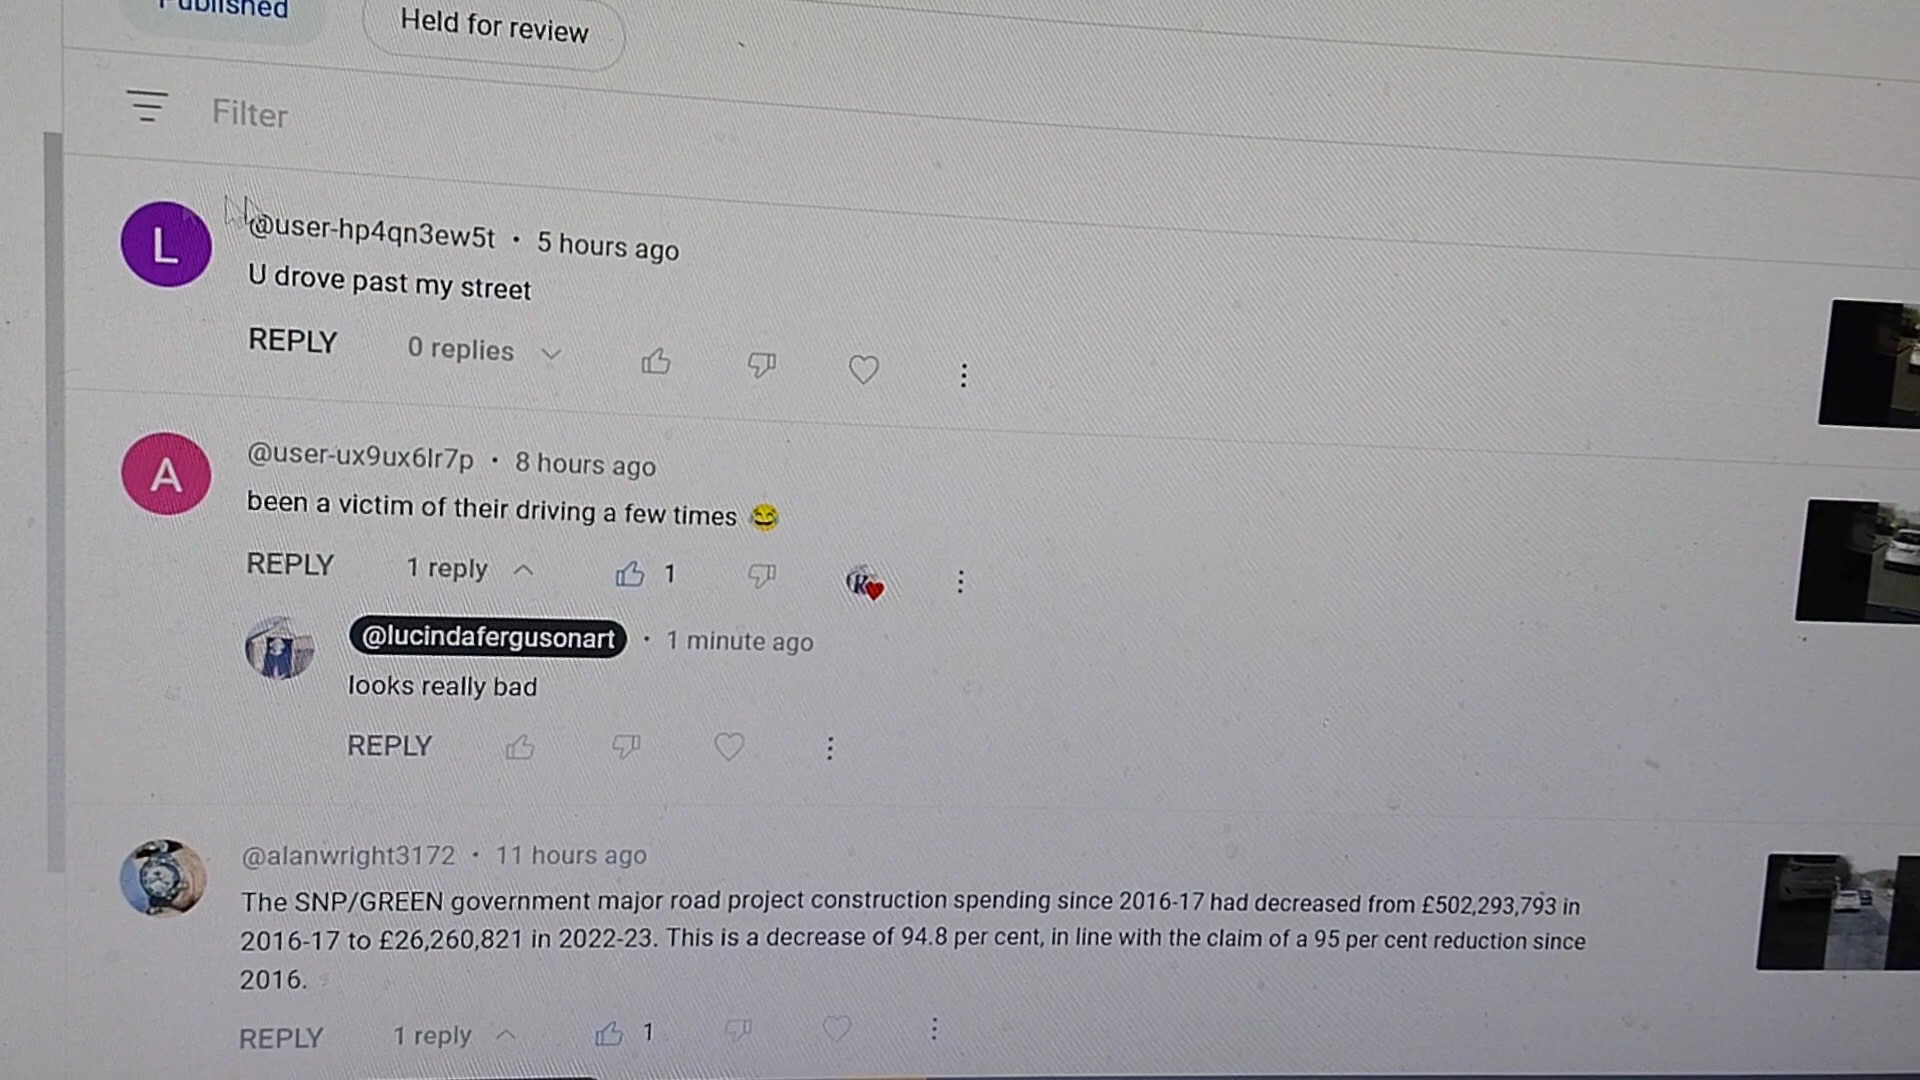 Published
Held for review
Filter
L
@user-hp4qn3ew5t • 5 hours ago
U drove past my street
REPLY 0 replies
A
@user-ux9ux6lr7p • 8 hours ago
been a victim of their driving a few times 😂
REPLY 1 reply 1
@lucindafergusonart • 1 minute ago
looks really bad
REPLY
@alanwright3172 • 11 hours ago
The SNP/GREEN government major road project construction spending since 2016-17 had decreased from £502,293,793 in
2016-17 to £26,260,821 in 2022-23. This is a decrease of 94.8 per cent, in line with the claim of a 95 per cent reduction since
2016.
REPLY 1 reply 1